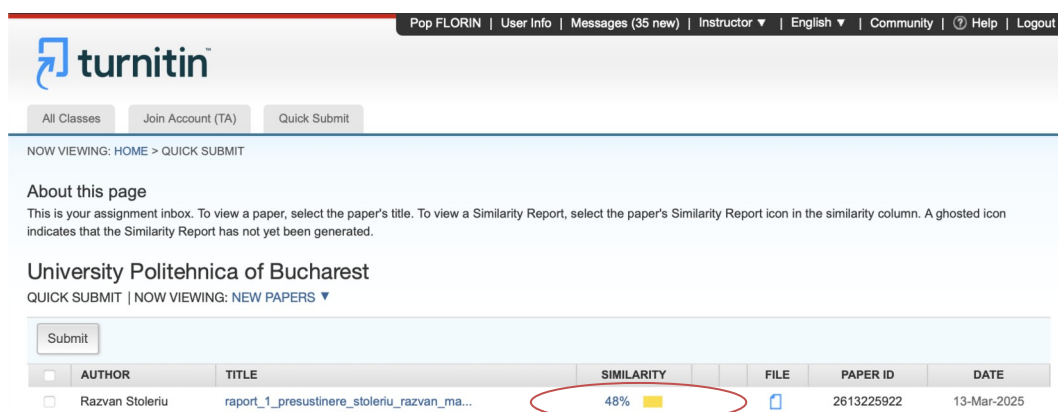 Pop FLORIN | User Info | Messages (35 new) | Instructor ▼ | English ▼ | Community | ? Help | Logout
turnitin™
All Classes Join Account (TA) Quick Submit
NOW VIEWING: HOME > QUICK SUBMIT
About this page
This is your assignment inbox. To view a paper, select the paper's title. To view a Similarity Report, select the paper's Similarity Report icon in the similarity column. A ghosted icon
indicates that the Similarity Report has not yet been generated.
University Politehnica of Bucharest
QUICK SUBMIT | NOW VIEWING: NEW PAPERS ▼
Submit
AUTHOR TITLE SIMILARITY FILE PAPER ID DATE
Razvan Stoleriu raport_1_presustinere_stoleriu_razvan_ma... 48% 2613225922 13-Mar-2025